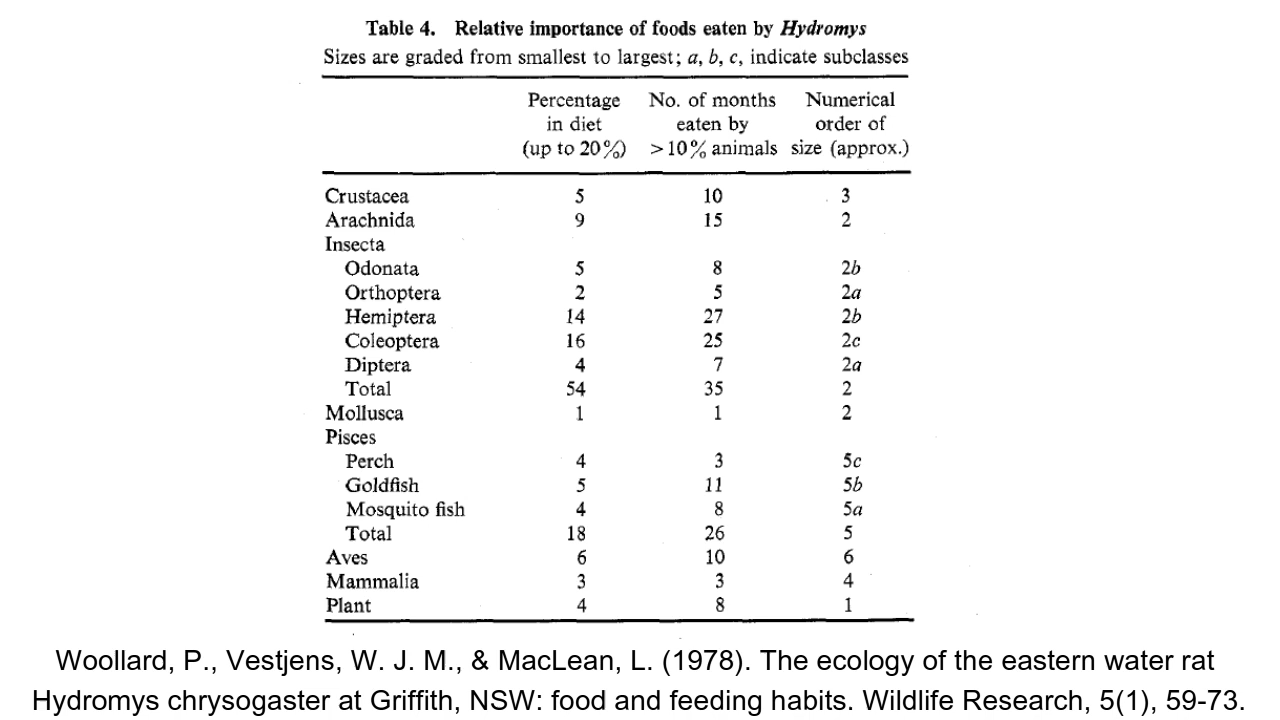 Table 4. Relative importance of foods eaten by Hydromys
Sizes are graded from smallest to largest; a, b, c, indicate subclasses
Percentage in diet (up to 20%) No. of months eaten by >10% animals Numerical order of size (approx.)
Crustacea 5 10 3
Arachnida 9 15 2
Insecta
Odonata 5 8 2b
Orthoptera 2 5 2a
Hemiptera 14 27 2b
Coleoptera 16 25 2c
Diptera 4 7 2a
Total 54 35 2
Mollusca 1 1 2
Pisces
Perch 4 3 5c
Goldfish 5 11 5b
Mosquito fish 4 8 5a
Total 18 26 5
Aves 6 10 6
Mammalia 3 3 4
Plant 4 8 1
Woollard, P., Vestjens, W. J. M., & MacLean, L. (1978). The ecology of the eastern water rat
Hydromys chrysogaster at Griffith, NSW: food and feeding habits. Wildlife Research, 5(1), 59-73.